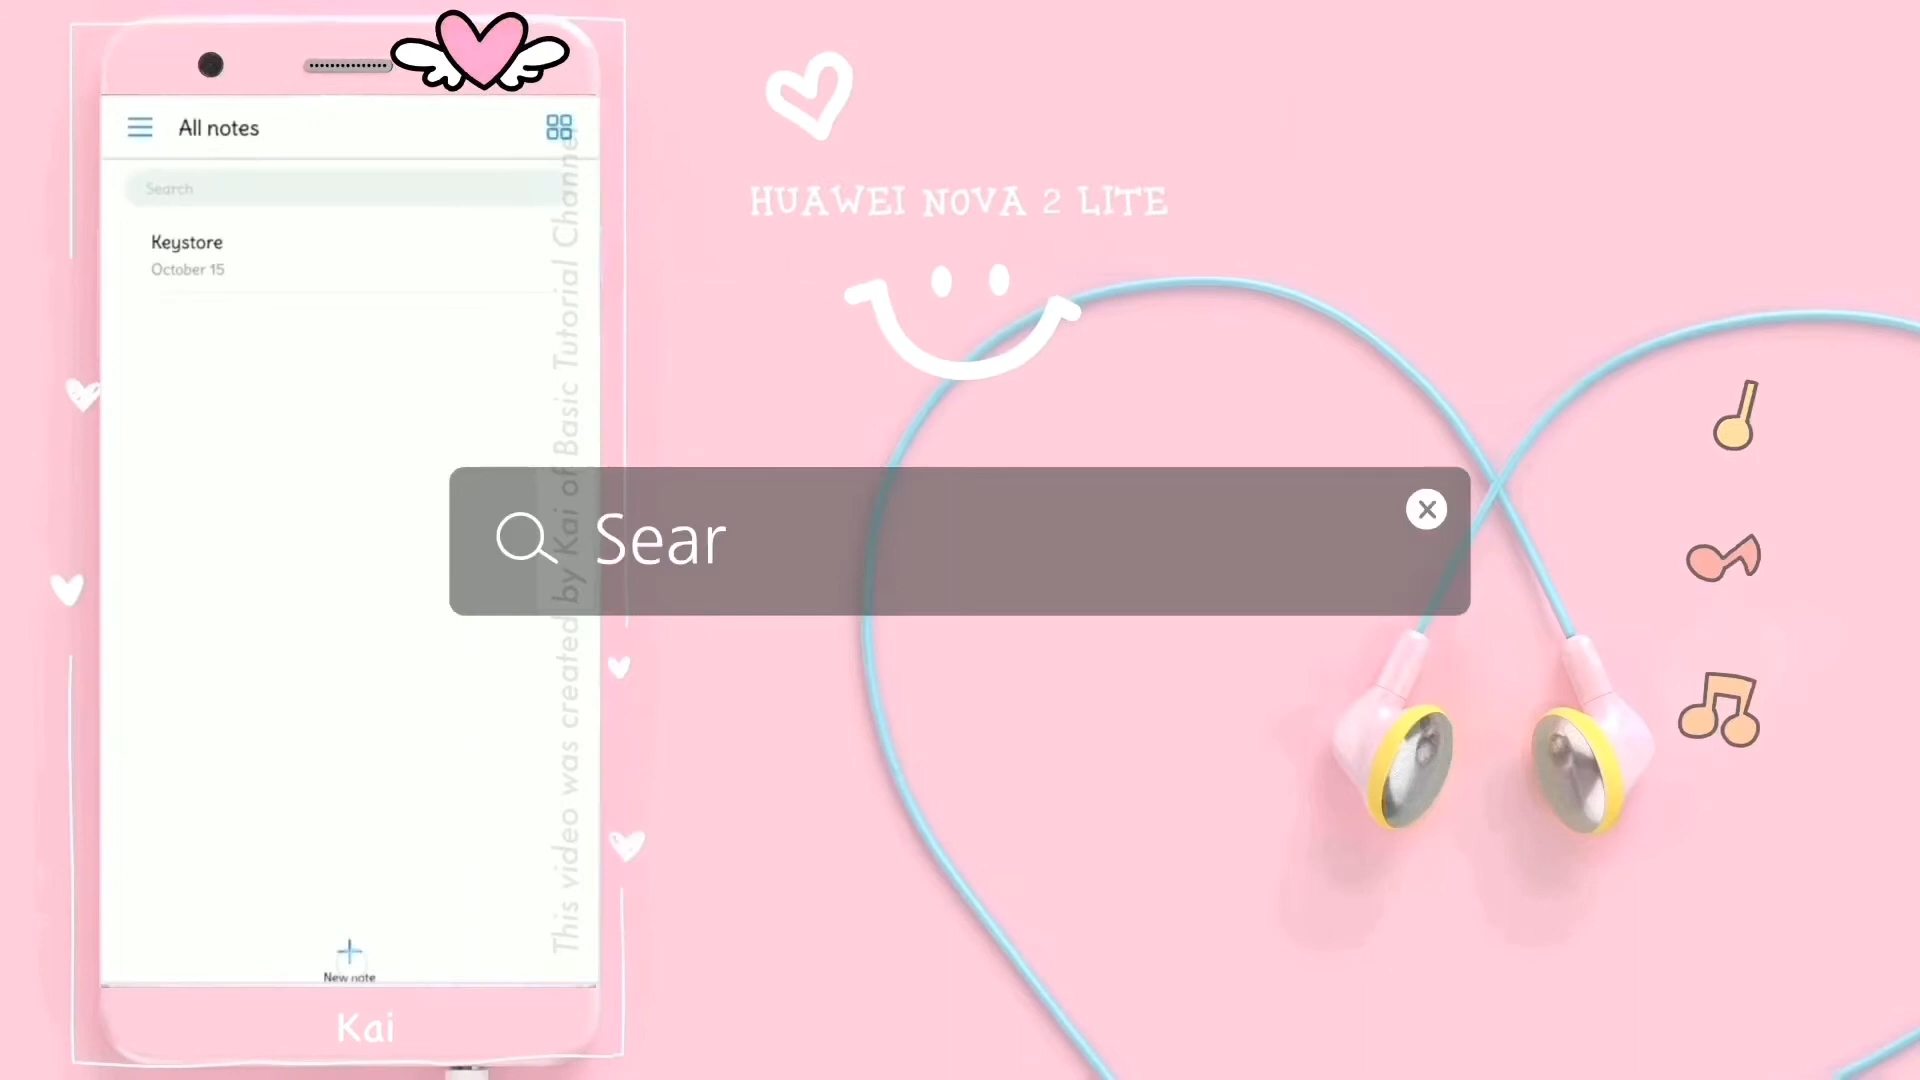 All notes
Search
Keystore
October 15
New note
Kai
This video was created by Kai of Basic Tutorial Channel
HUAWEI NOVA 2 LITE
Sear